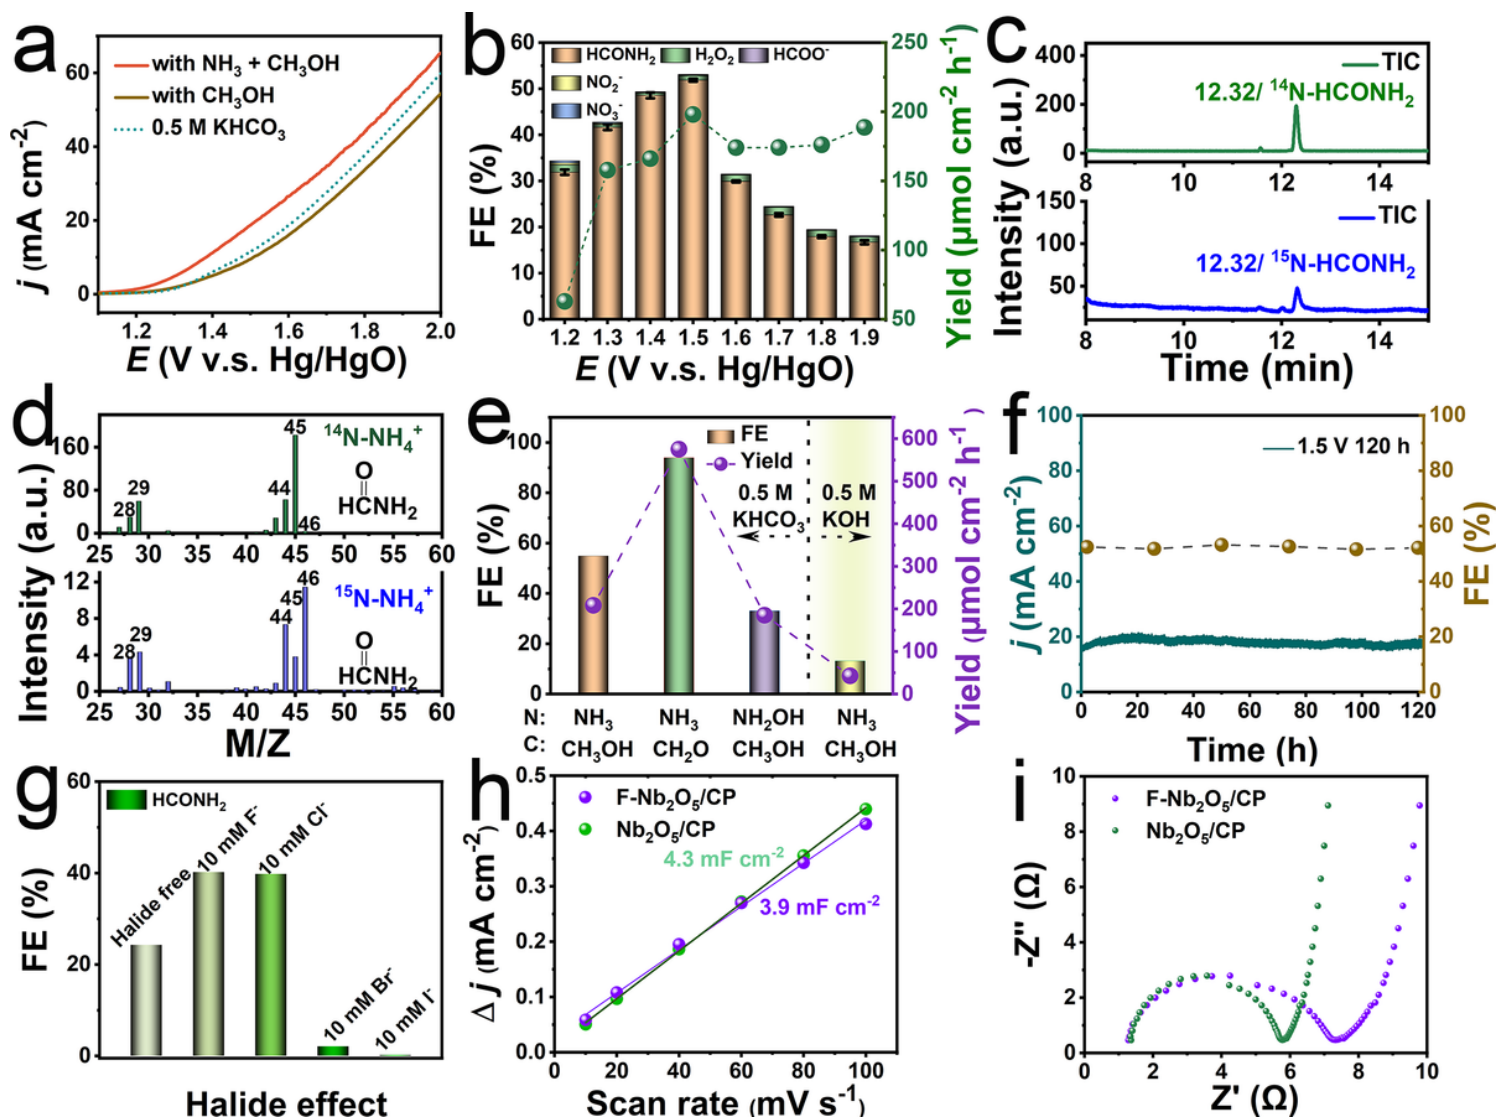 a
60
40
20
0
with NH₃ + CH₃OH
with CH₃OH
0.5 M KHCO₃
j (mA cm⁻²)
1.2 1.4 1.6 1.8 2.0
E (V v.s. Hg/HgO)
b
60
50
40
30
20
10
0
HCONH₂ H₂O₂ HCOO⁻
NO₂⁻
NO₃⁻
FE (%)
250
200
150
100
50
Yield (μmol cm⁻² h⁻¹)
1.2 1.3 1.4 1.5 1.6 1.7 1.8 1.9
E (V v.s. Hg/HgO)
c
400
200
0
TIC
12.32/ ¹⁴N-HCONH₂
8 10 12 14
150
100
50
TIC
12.32/ ¹⁵N-HCONH₂
Intensity (a.u.)
8 10 12 14
Time (min)
d
160
80
0
45
¹⁴N-NH₄⁺
29
28
44
46
O
HCNH₂
25 30 35 40 45 50 55 60
12
8
4
0
46
45
44
¹⁵N-NH₄⁺
29
28
O
HCNH₂
Intensity (a.u.)
25 30 35 40 45 50 55 60
M/Z
e
100
80
60
40
20
0
FE
Yield
0.5 M
KHCO₃
0.5 M
KOH
FE (%)
600
500
400
300
200
100
0
Yield (μmol cm⁻² h⁻¹)
N: NH₃ NH₃ NH₂OH NH₃
C: CH₃OH CH₂O CH₃OH CH₃OH
f
100
80
60
40
20
0
1.5 V 120 h
j (mA cm⁻²)
100
80
60
40
20
0
FE (%)
0 20 40 60 80 100 120
Time (h)
g
60
40
20
0
HCONH₂
FE (%)
Halide free
10 mM F⁻
10 mM Cl⁻
10 mM Br⁻
10 mM I⁻
Halide effect
h
0.5
0.4
0.3
0.2
0.1
0.0
F-Nb₂O₅/CP
Nb₂O₅/CP
4.3 mF cm⁻²
3.9 mF cm⁻²
Δ j (mA cm⁻²)
0 20 40 60 80 100
Scan rate (mV s⁻¹)
i
10
8
6
4
2
0
F-Nb₂O₅/CP
Nb₂O₅/CP
-Z'' (Ω)
0 2 4 6 8 10
Z' (Ω)